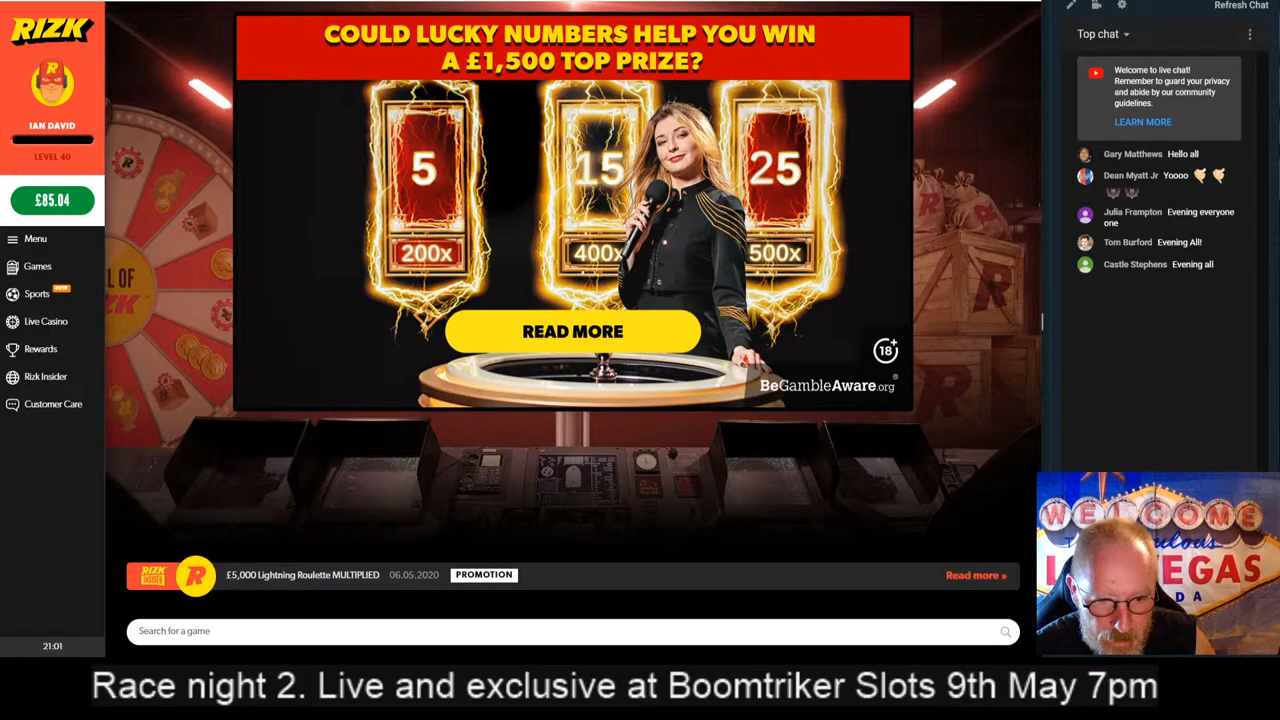 RIZK
R
IAN DAVID
LEVEL 40
£85.04
Menu
Games
Sports
Live Casino
Rewards
Rizk Insider
Customer Care
21:01
COULD LUCKY NUMBERS HELP YOU WIN
A £1,500 TOP PRIZE?
5
15
25
200x
400x
500x
READ MORE
18+
BeGambleAware.org®
RIZK
INSIDER
R
£5,000 Lightning Roulette MULTIPLIED 06.05.2020 PROMOTION Read more »
Search for a game
Refresh Chat
Top chat
Welcome to live chat!
Remember to guard your privacy
and abide by our community
guidelines.
LEARN MORE
Gary Matthews Hello all
Dean Myatt Jr Yoooo
Julia Frampton Evening everyone
one
Tom Burford Evening All!
Castle Stephens Evening all
WELCOME
Race night 2. Live and exclusive at Boomtriker Slots 9th May 7pm